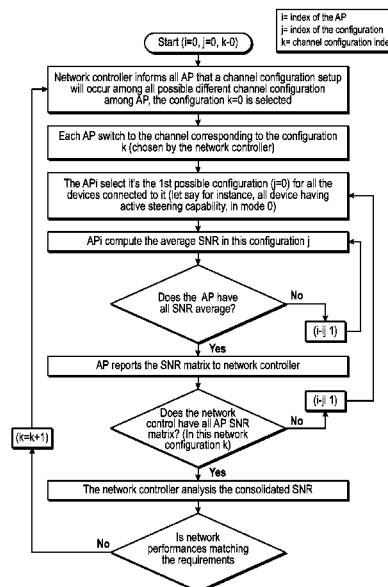 i= index of the AP
j= index of the configuration
k= channel configuration index
Start (i=0, j=0, k-0)
Network controller informs all AP that a channel configuration setup
will occur among all possible different channel configuration
among AP, the configuration k=0 is selected
Each AP switch to the channel corresponding to the configuration
k (chosen by the network controller)
The APi select it's the 1st possible configuration (j=0) for all the
devices connected to it (let say for instance, all device having
active steering capability, in mode 0)
APi compute the average SNR in this configuration j
Does the AP have
all SNR average?
No
(i-ij 1)
Yes
AP reports the SNR matrix to network controller
Does the network
control have all AP SNR
matrix? (In this network
configuration k)
No
(i-ij 1)
(k=k+1)
Yes
The network controller analysis the consolidated SNR
Is network
performances matching
the requirements
No